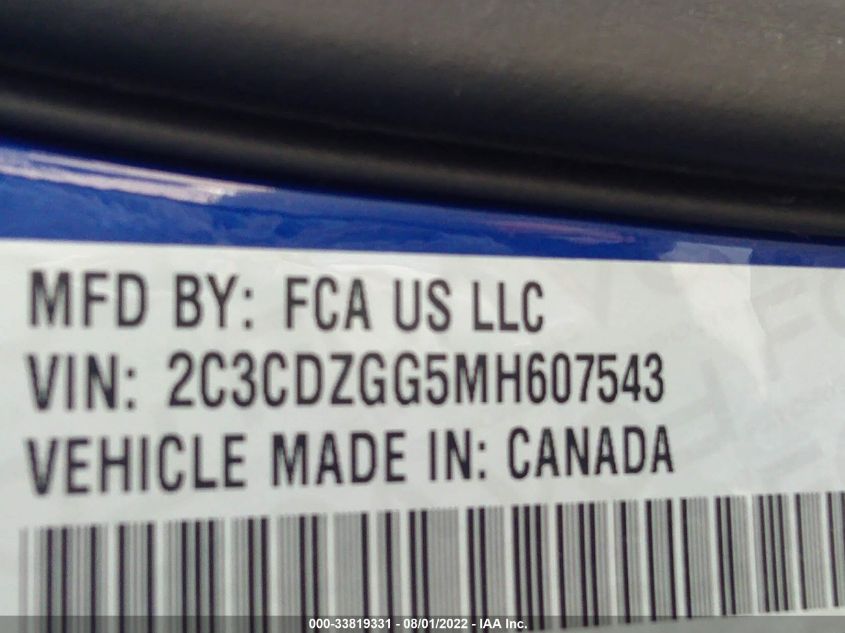 MFD BY: FCA US LLC
VIN: 2C3CDZGG5MH607543
VEHICLE MADE IN: CANADA
000-33819331 - 08/01/2022 - IAA Inc.